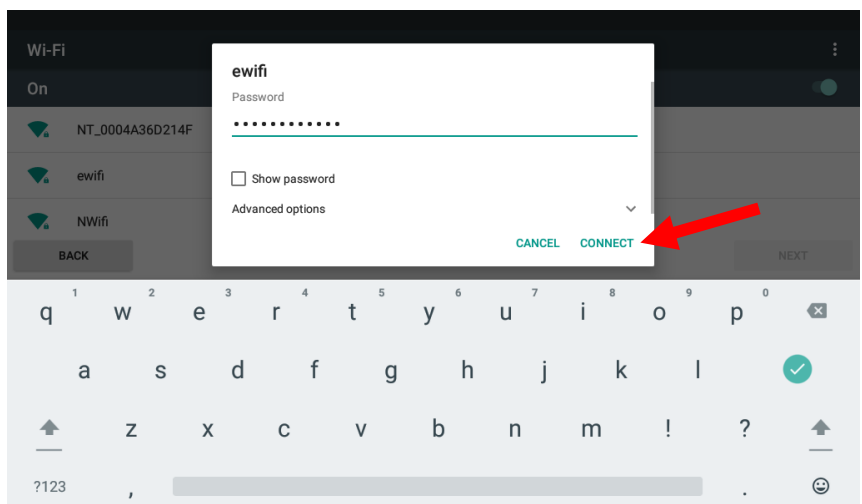 Wi-Fi
On
NT_0004A36D214F
ewifi
NWifi
BACK
NEXT
ewifi
Password
••••••••••••
Show password
Advanced options
CANCEL CONNECT
1 2 3 4 5 6 7 8 9 0
q w e r t y u i o p
a s d f g h j k l
z x c v b n m ! ?
?123 , .